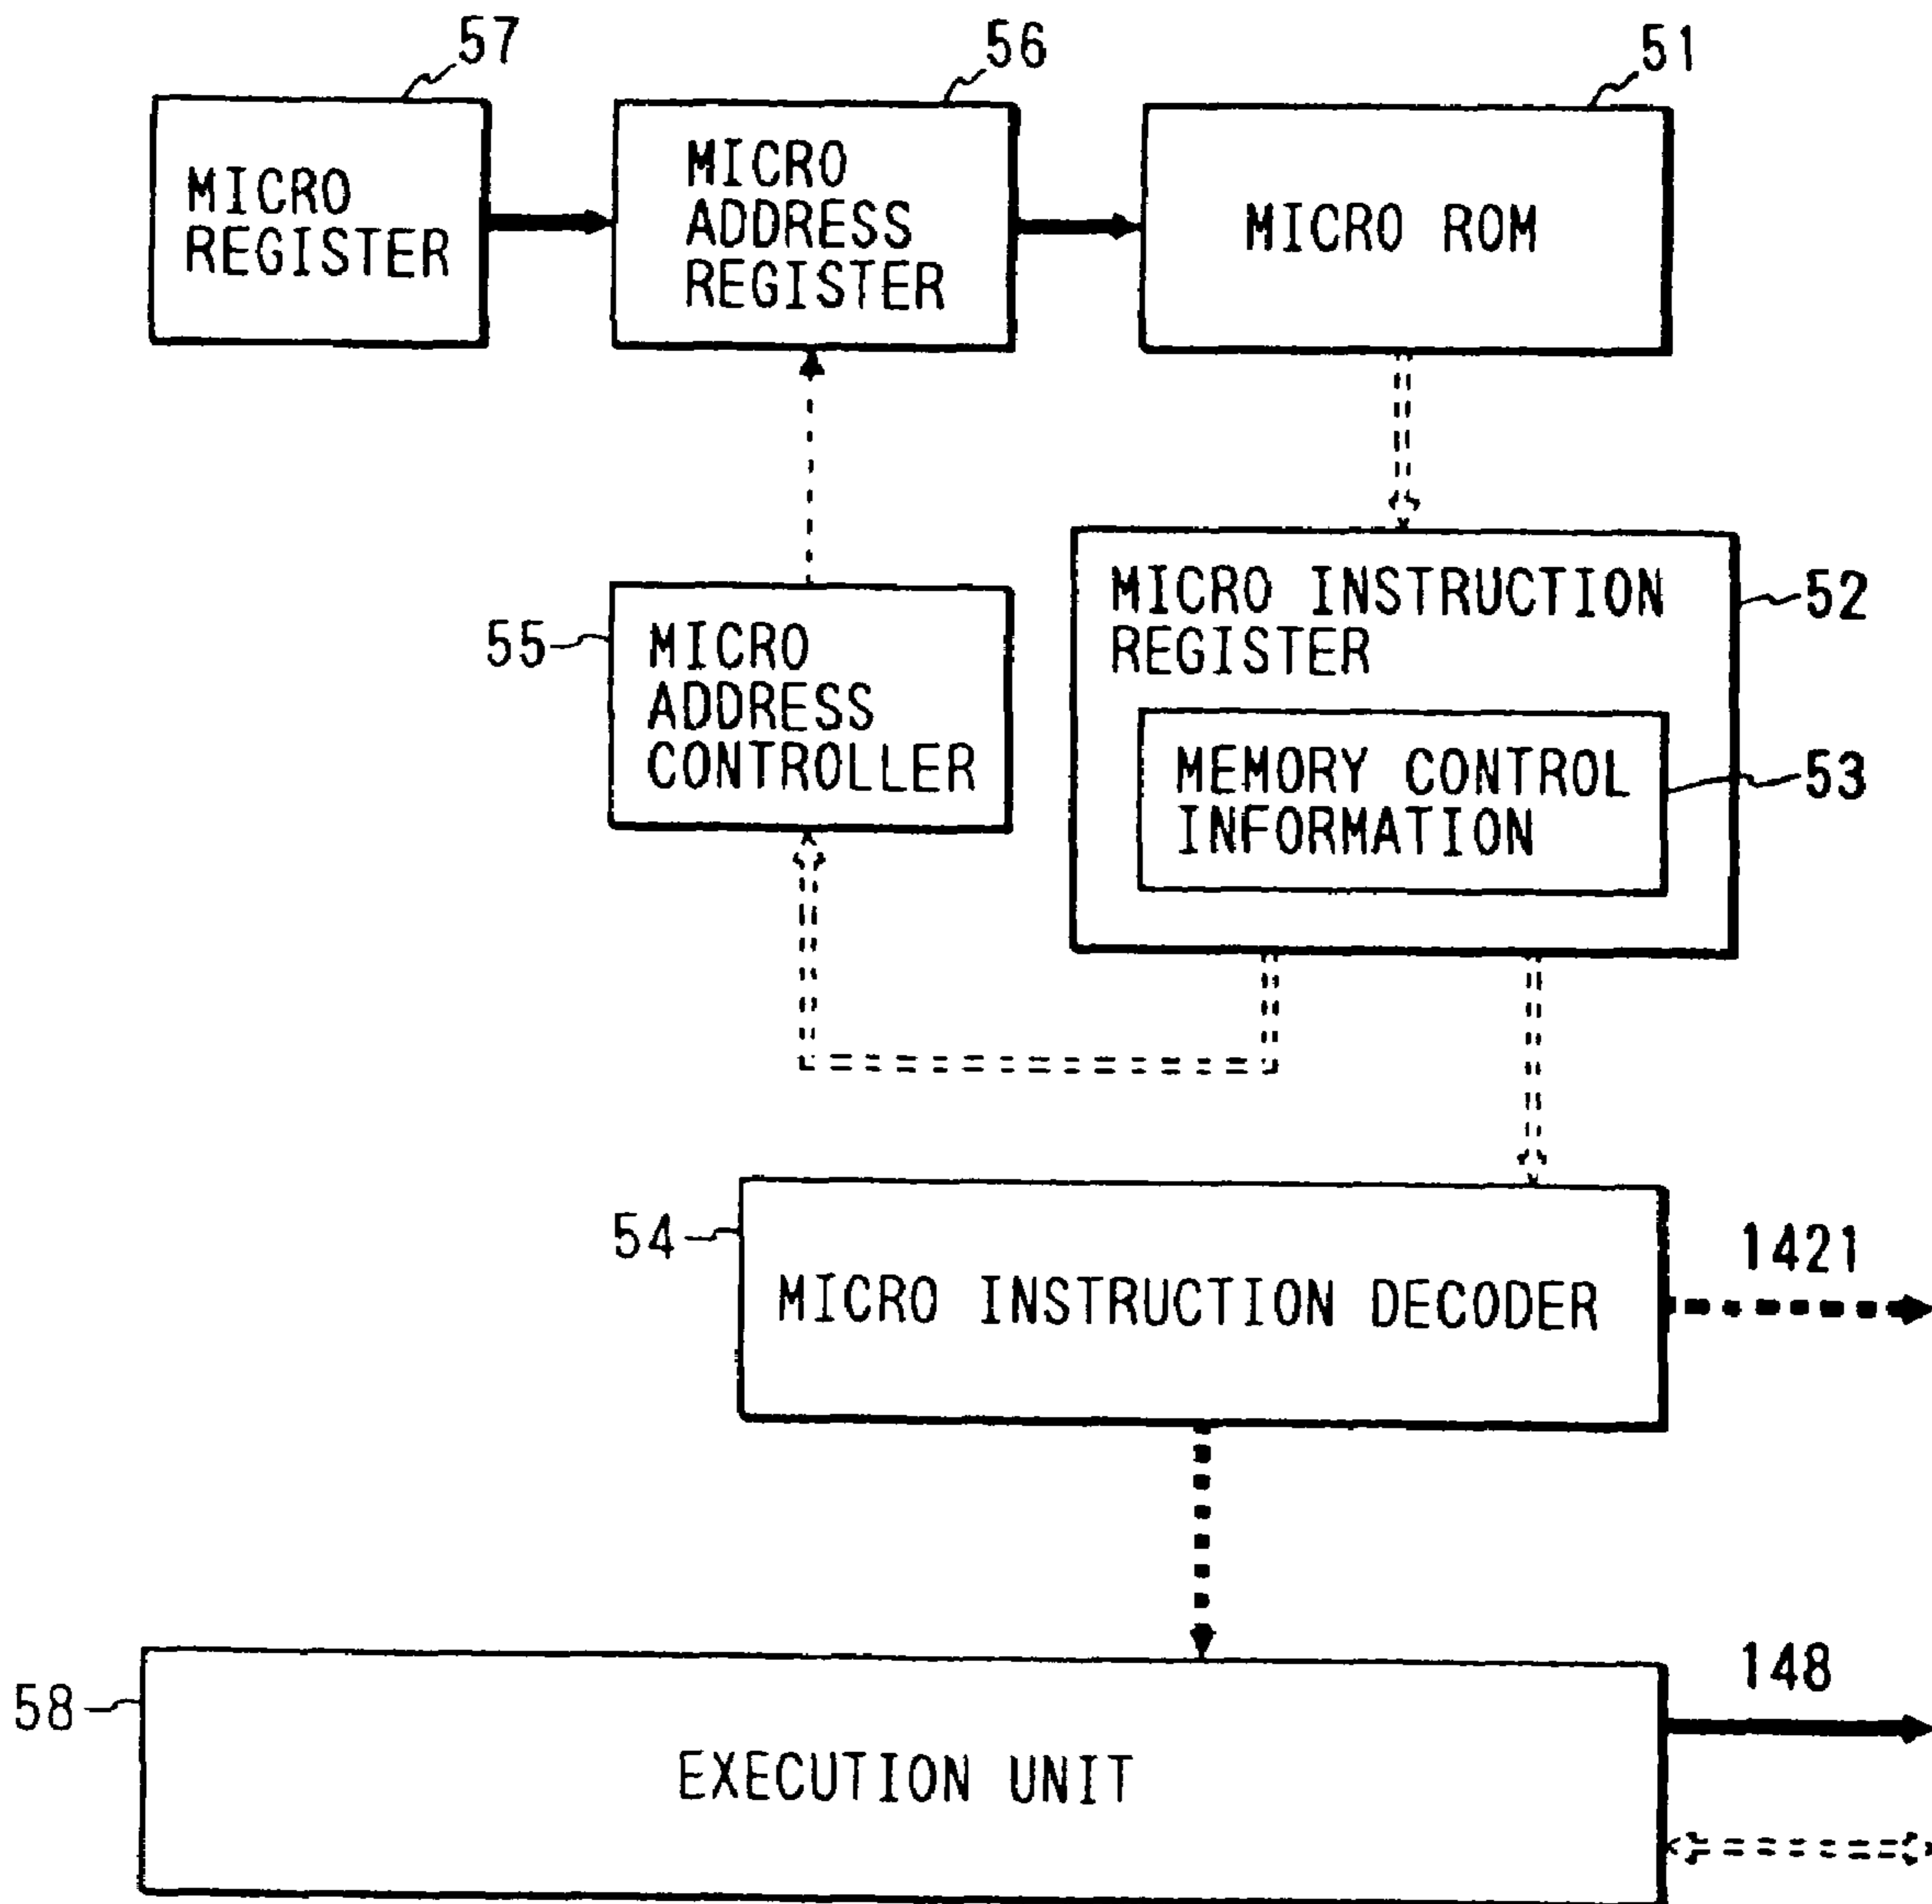 57
56
51
MICRO
REGISTER
MICRO
ADDRESS
REGISTER
MICRO ROM
55
MICRO
ADDRESS
CONTROLLER
MICRO INSTRUCTION
REGISTER
52
MEMORY CONTROL
INFORMATION
53
54
MICRO INSTRUCTION DECODER
1421
58
EXECUTION UNIT
148